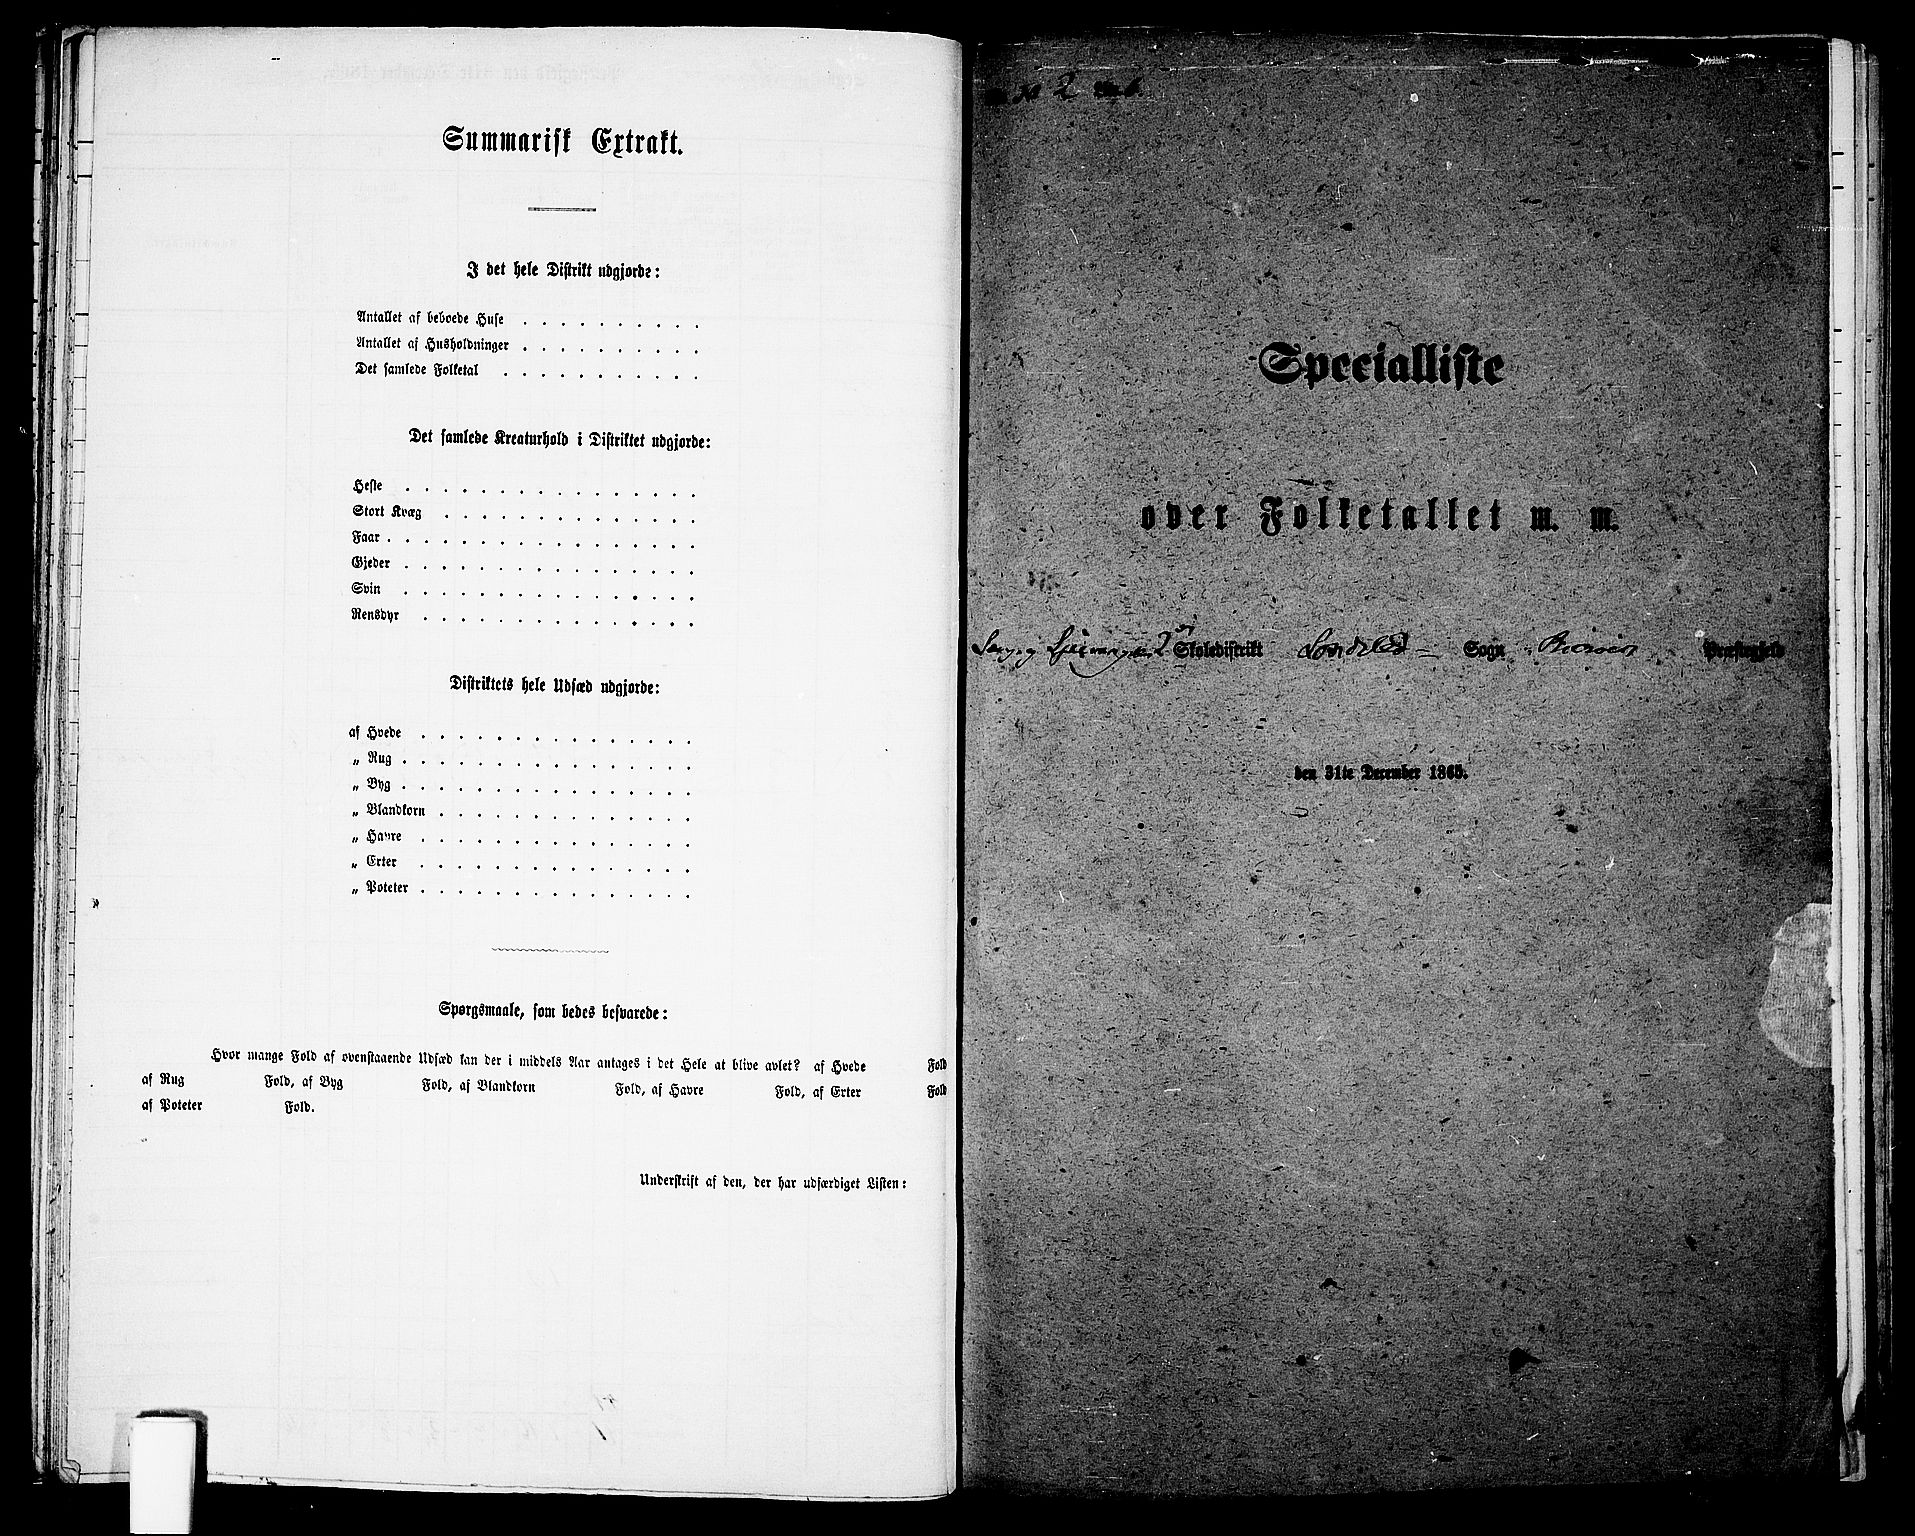 Summarisk Extrakt.
I det hele Distrikt udgjorde:
Antallet af beboede Huse . . . . . . . . . .
Antallet af Husholdninger . . . . . . . . . .
Det samlede Folketal . . . . . . . . . . .
Det samlede Kreaturhold i Distriktet udgjorde:
Heste . . . . . . . . . . . . . . . .
Stort Kvæg . . . . . . . . . . . . . .
Faar . . . . . . . . . . . . . . . . .
Gjeder . . . . . . . . . . . . . . . .
Svin . . . . . . . . . . . . . . . .
Rensdyr . . . . . . . . . . . . . . .
Distriktets hele Udsæd udgjorde:
af Hvede . . . . . . . . . . . . . . .
„ Rug . . . . . . . . . . . . . . . .
„ Byg . . . . . . . . . . . . . . . .
„ Blandkorn . . . . . . . . . . . . . .
„ Havre . . . . . . . . . . . . . . .
„ Erter . . . . . . . . . . . . . . .
„ Poteter . . . . . . . . . . . . . . .
Spørgsmaale, som bedes besvarede:
Hvor mange Fold af ovenstaaende Udsæd kan der i middels Aar antages i det Hele at blive avlet? af Hvede Fold
af Rug Fold, af Byg Fold, af Blandkorn Fold, af Havre Fold, af Erter Fold
af Poteter Fold.
Underskrift af den, der har udfærdiget Listen:
No 2
Specialliste
over Folketallet m. m.
Skoledistrikt Søndeled Sogn Præstegjeld
den 31te December 1865.